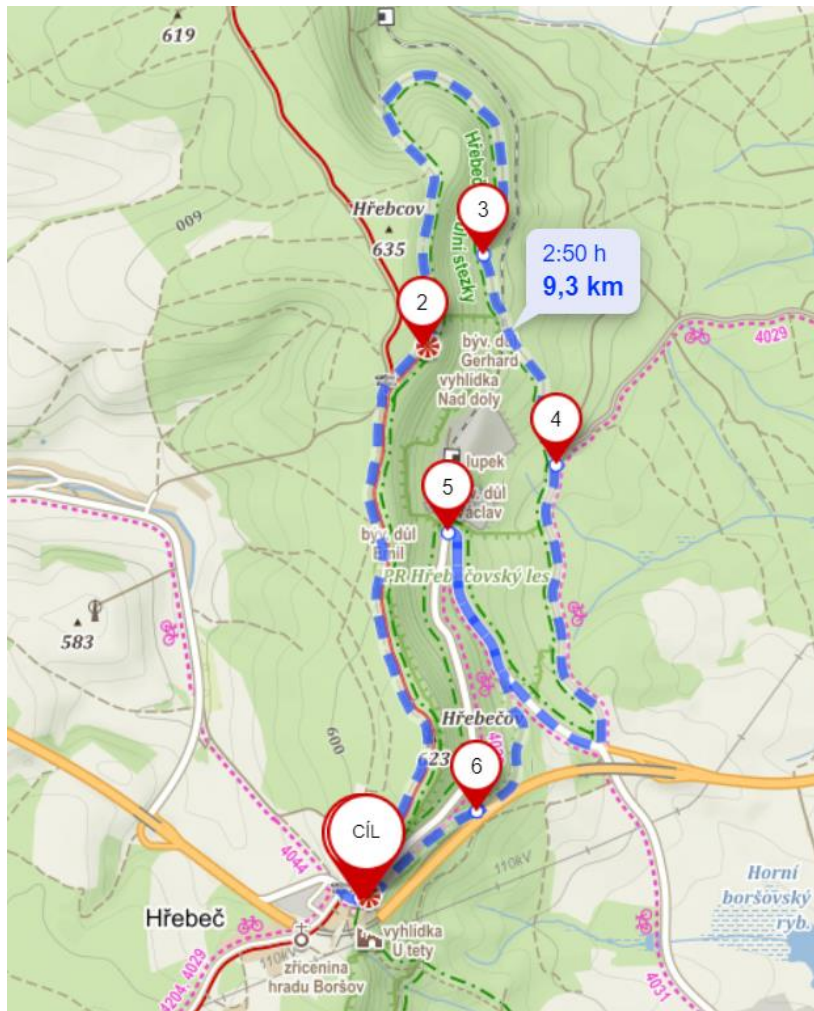 619
Hřebcov
635
600
3
2:50 h
9,3 km
2
býv. důl
Gerhard
vyhlídka
Nad doly
4029
4
lupek
5
býv. důl
Emil
PR Hřebečovský les
583
600
Hřebečov
623
6
CÍL
4044
110kV
Hřebeč
vyhlídka
U tety
110kV
zřícenina
hradu Boršov
4204, 4029
4031
Horní
boršovský
ryb.